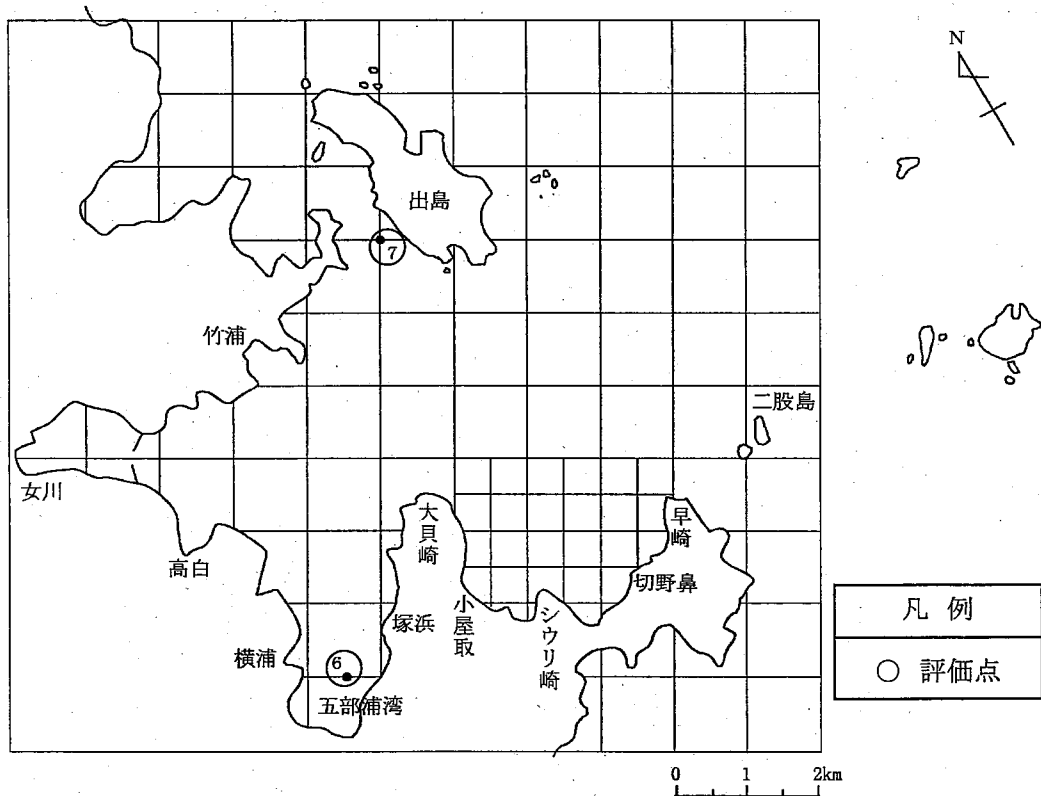 N
出島
7
竹浦
二股島
女川
大貝崎
早崎
高白
切野鼻
小屋取
シウリ崎
塚浜
横浦
6
五部浦湾
凡例
○ 評価点
0 1 2km